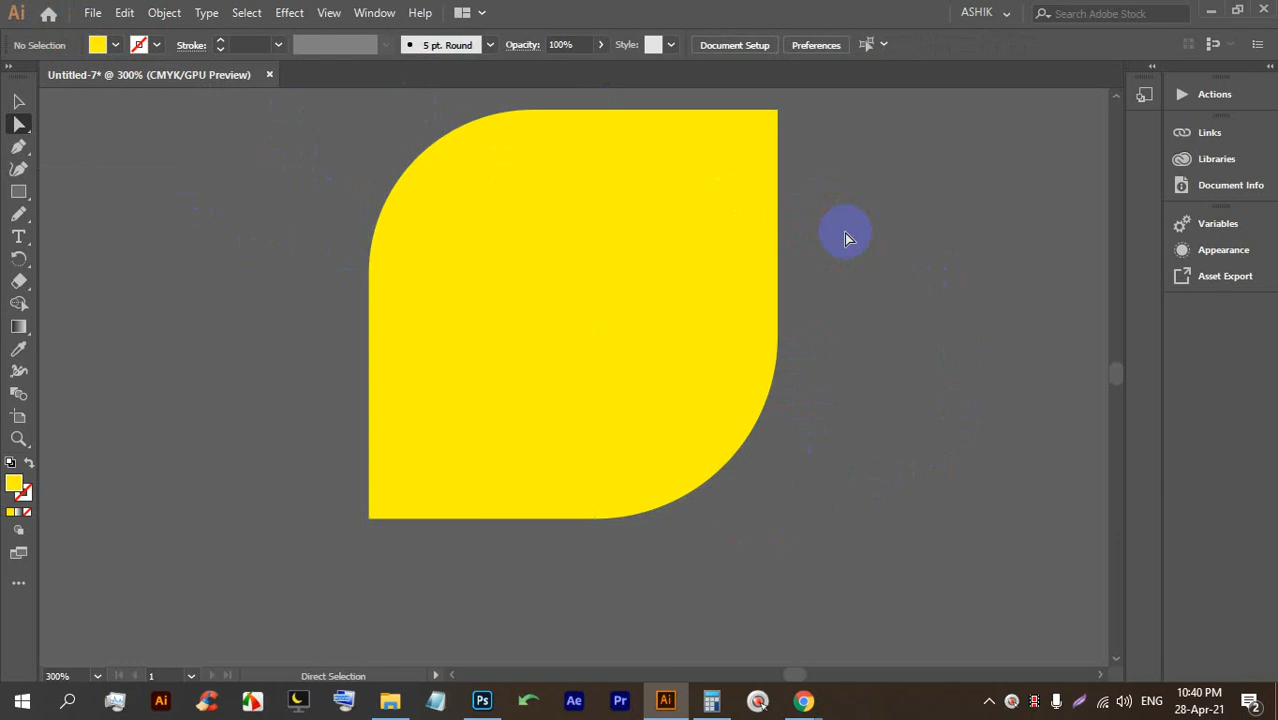 Ai File Edit Object Type Select Effect View Window Help ASHIK Search Adobe Stock
No Selection Stroke: 5 pt. Round Opacity: 100% Style: Document Setup Preferences
Untitled-7* @ 300% (CMYK/GPU Preview)
Actions
Links
Libraries
Document Info
Variables
Appearance
Asset Export
T
300% 1 Direct Selection
Ai Ps Ae Pr Ai ENG 10:40 PM
28-Apr-21 2